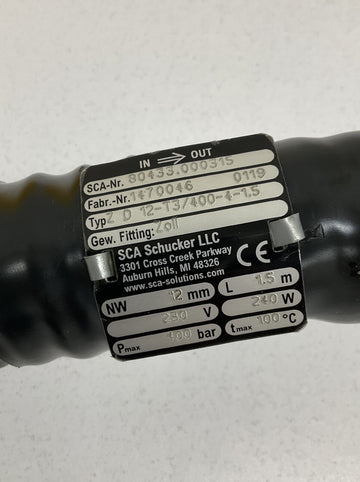 IN ⇒ OUT
SCA-Nr. 80433.000315
Fabr.-Nr. 1470046 0119
Typ Z D 12-T3/400-4-1.5
Gew. Fitting: Zoll
SCA Schucker LLC
3301 Cross Creek Parkway
Auburn Hills, MI 48326
www.sca-solutions.com
CE
NW 12 mm L 1.5 m
230 V 240 W
Pmax 400 bar tmax 100 °C